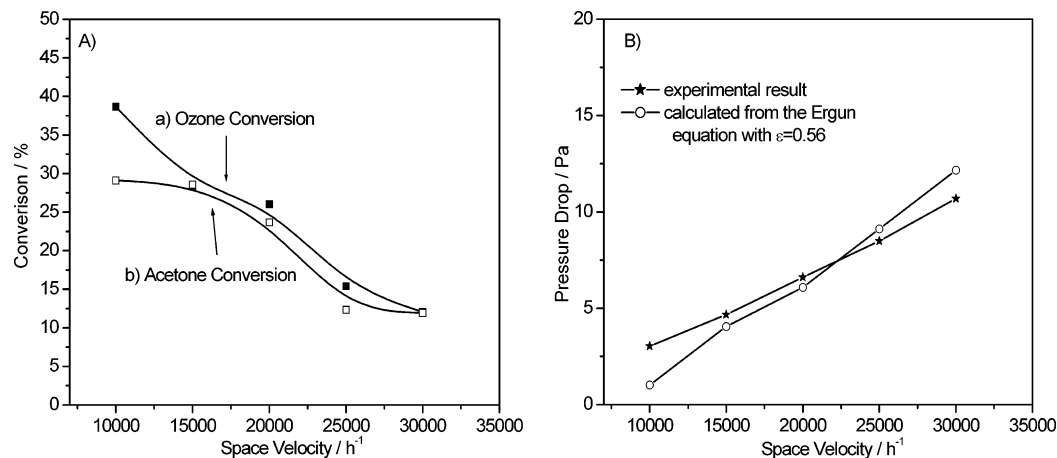 A)
a) Ozone Conversion
b) Acetone Conversion
Converison / %
50
45
40
35
30
25
20
15
10
5
0
10000 15000 20000 25000 30000 35000
Space Velocity / h⁻¹
B)
experimental result
calculated from the Ergun
equation with ε=0.56
Pressure Drop / Pa
20
15
10
5
0
10000 15000 20000 25000 30000 35000
Space Velocity / h⁻¹